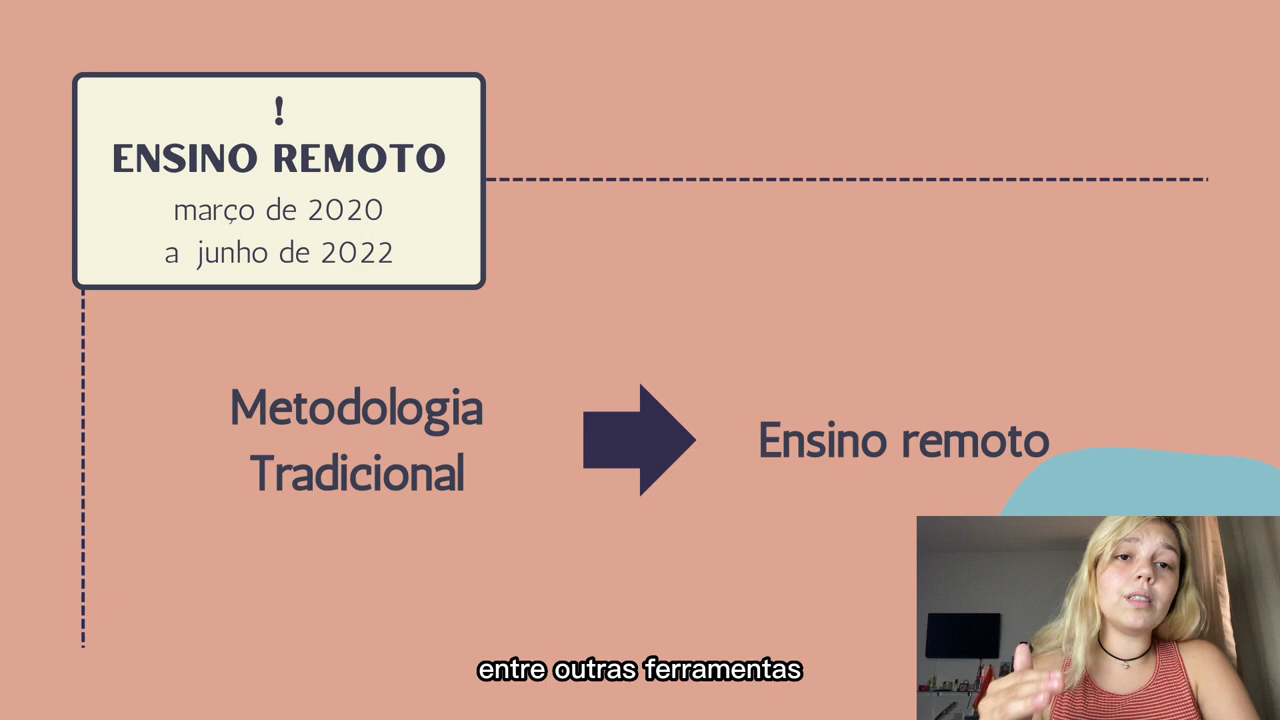 !
ENSINO REMOTO
março de 2020
a junho de 2022
Metodologia
Tradicional
Ensino remoto
entre outras ferramentas